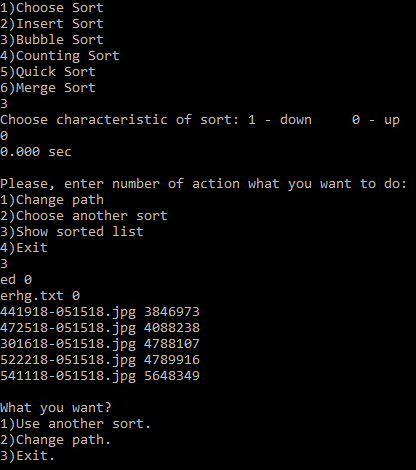 1)Choose Sort
2)Insert Sort
3)Bubble Sort
4)Counting Sort
5)Quick Sort
6)Merge Sort
3
Choose characteristic of sort: 1 - down     0 - up
0
0.000 sec
Please, enter number of action what you want to do:
1)Change path
2)Choose another sort
3)Show sorted list
4)Exit
3
ed 0
erhg.txt 0
441918-051518.jpg 3846973
472518-051518.jpg 4088238
301618-051518.jpg 4788107
522218-051518.jpg 4789916
541118-051518.jpg 5648349
What you want?
1)Use another sort.
2)Change path.
3)Exit.